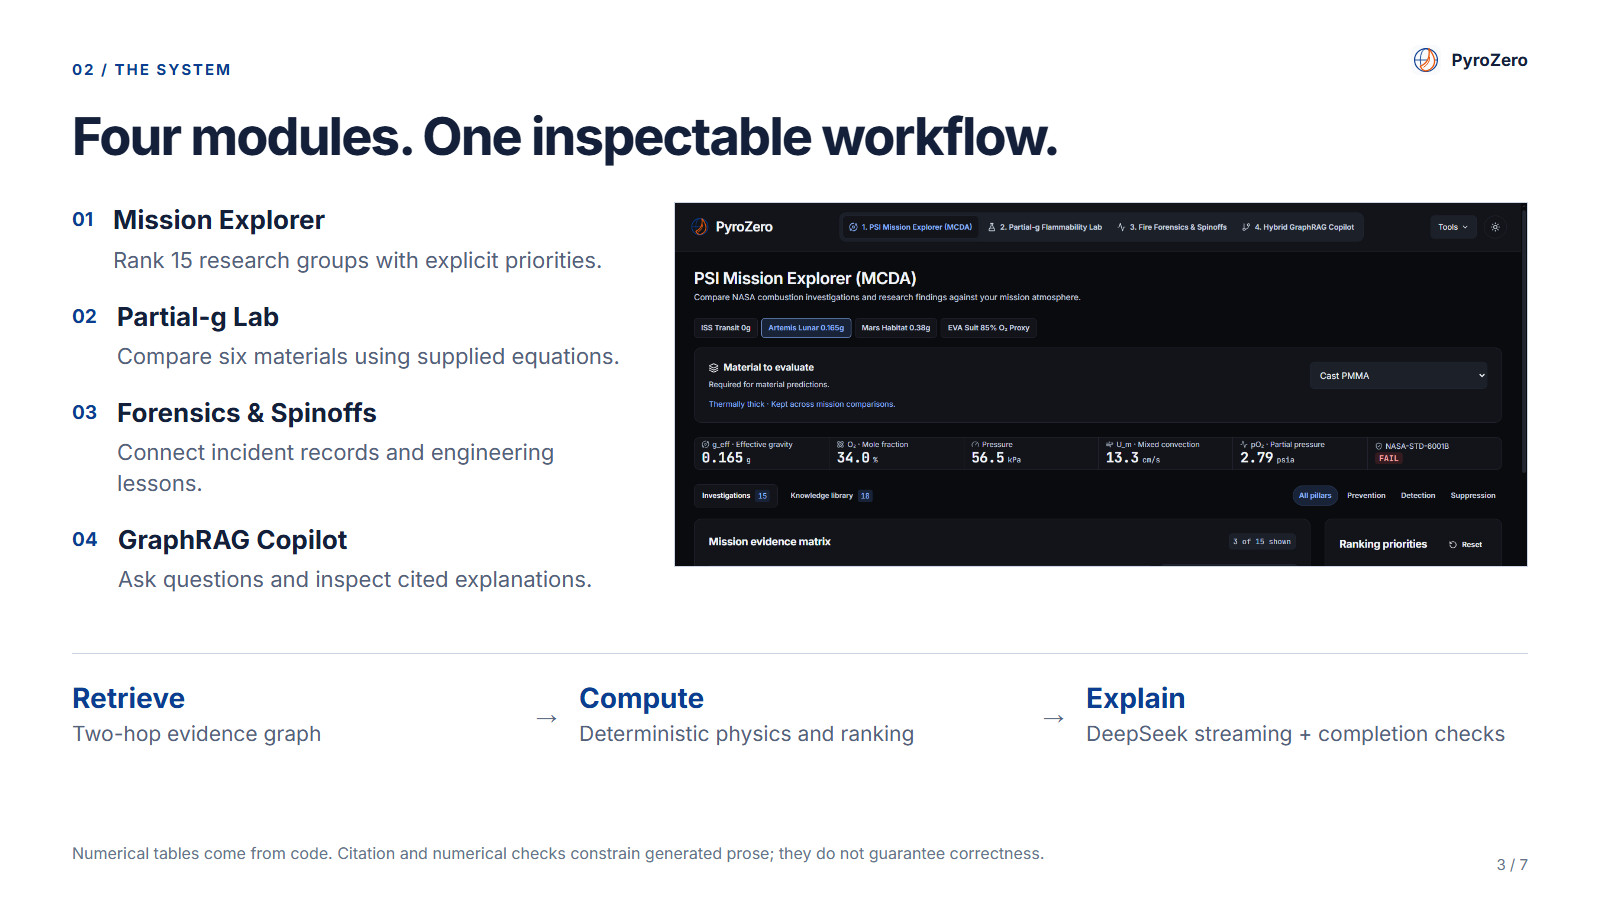 02 / THE SYSTEM
PyroZero
Four modules. One inspectable workflow.
01 Mission Explorer
Rank 15 research groups with explicit priorities.
02 Partial-g Lab
Compare six materials using supplied equations.
03 Forensics & Spinoffs
Connect incident records and engineering
lessons.
04 GraphRAG Copilot
Ask questions and inspect cited explanations.
PyroZero
1. PSI Mission Explorer (MCDA) 2. Partial-g Flammability Lab 3. Fire Forensics & Spinoffs 4. Hybrid GraphRAG Copilot Tools
PSI Mission Explorer (MCDA)
Compare NASA combustion investigations and research findings against your mission atmosphere.
ISS Transit 0g Artemis Lunar 0.165g Mars Habitat 0.38g EVA Suit 85% O₂ Proxy
Material to evaluate
Required for material predictions.
Thermally thick · Kept across mission comparisons.
Cast PMMA
g_eff · Effective gravity O₂ · Mole fraction Pressure U_m · Mixed convection pO₂ · Partial pressure NASA-STD-6001B
0.165 g 34.0 % 56.5 kPa 13.3 cm/s 2.79 psia FAIL
Investigations 15 Knowledge library 18 All pillars Prevention Detection Suppression
Mission evidence matrix 3 of 15 shown Ranking priorities Reset
Retrieve
Two-hop evidence graph
→
Compute
Deterministic physics and ranking
→
Explain
DeepSeek streaming + completion checks
Numerical tables come from code. Citation and numerical checks constrain generated prose; they do not guarantee correctness.
3 / 7